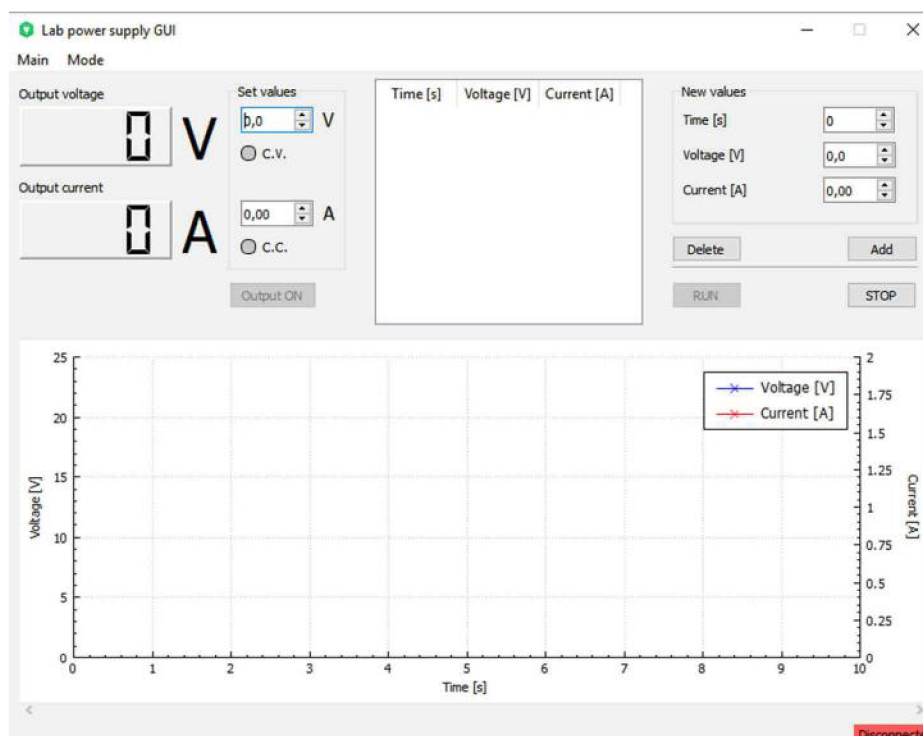 Lab power supply GUI
Main Mode
Output voltage
0 V
Output current
0 A
Set values
0,0 V
C.V.
0,00 A
C.C.
Output ON
Time [s] Voltage [V] Current [A]
New values
Time [s] 0
Voltage [V] 0,0
Current [A] 0,00
Delete Add
RUN STOP
25
20
15
10
5
0
Voltage [V]
0 1 2 3 4 5 6 7 8 9 10
Time [s]
2
1.75
1.5
1.25
1
0.75
0.5
0.25
0
Current [A]
Voltage [V]
Current [A]